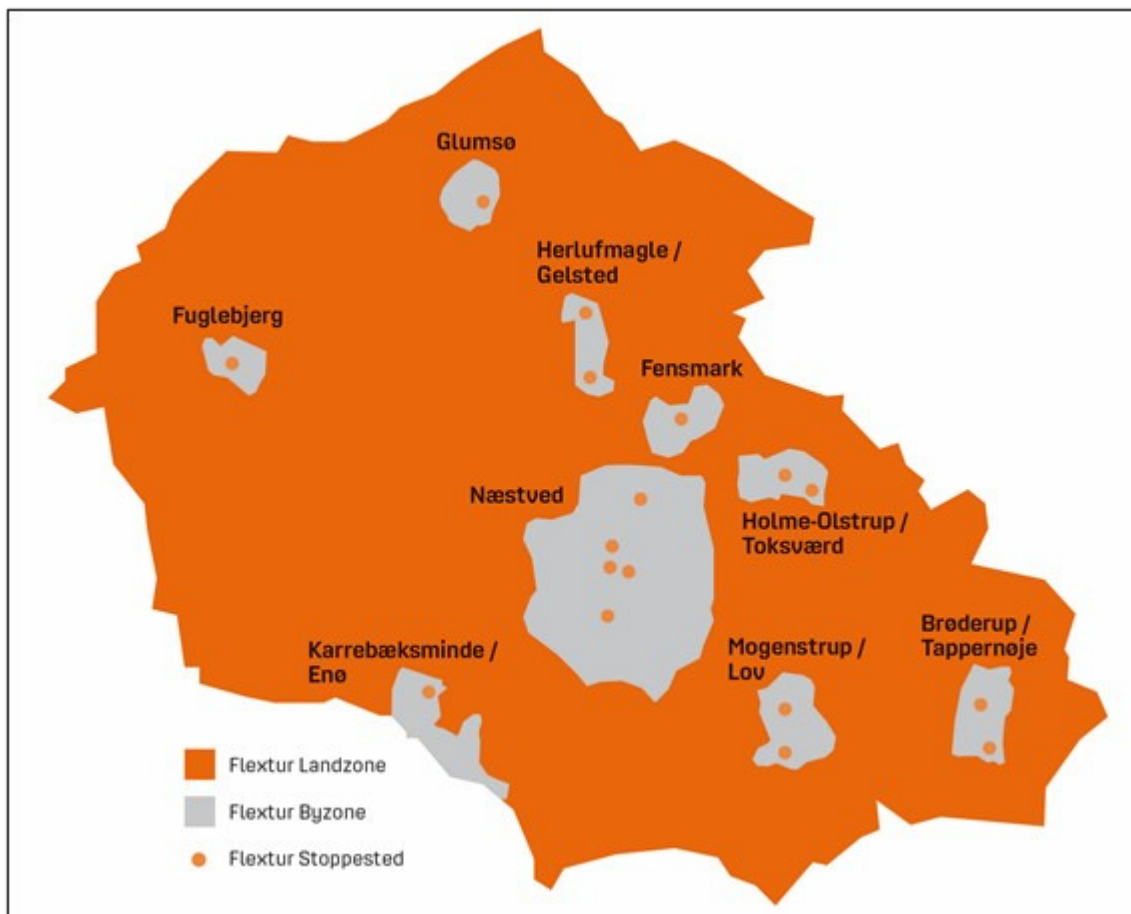 Glumsø
Herlufmagle /
Gelsted
Fuglebjerg
Fensmark
Næstved
Holme-Olstrup /
Toksværd
Brøderup /
Tappernøje
Karrebæksminde /
Enø
Mogenstrup /
Lov
Flextur Landzone
Flextur Byzone
Flextur Stoppested